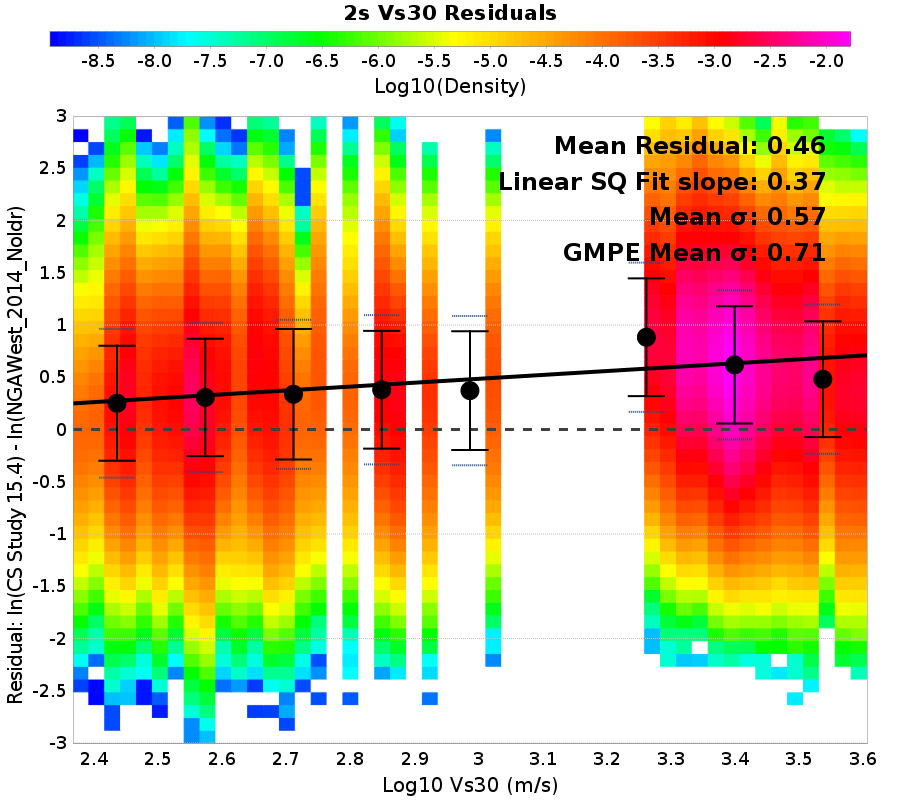 2s Vs30 Residuals
-8.5 -8.0 -7.5 -7.0 -6.5 -6.0 -5.5 -5.0 -4.5 -4.0 -3.5 -3.0 -2.5 -2.0
Log10(Density)
Mean Residual: 0.46
Linear SQ Fit slope: 0.37
Mean σ: 0.57
GMPE Mean σ: 0.71
Residual: ln(CS Study 15.4) - ln(NGAWest_2014_NoIdr)
3
2.5
2
1.5
1
0.5
0
-0.5
-1
-1.5
-2
-2.5
-3
2.4 2.5 2.6 2.7 2.8 2.9 3 3.1 3.2 3.3 3.4 3.5 3.6
Log10 Vs30 (m/s)